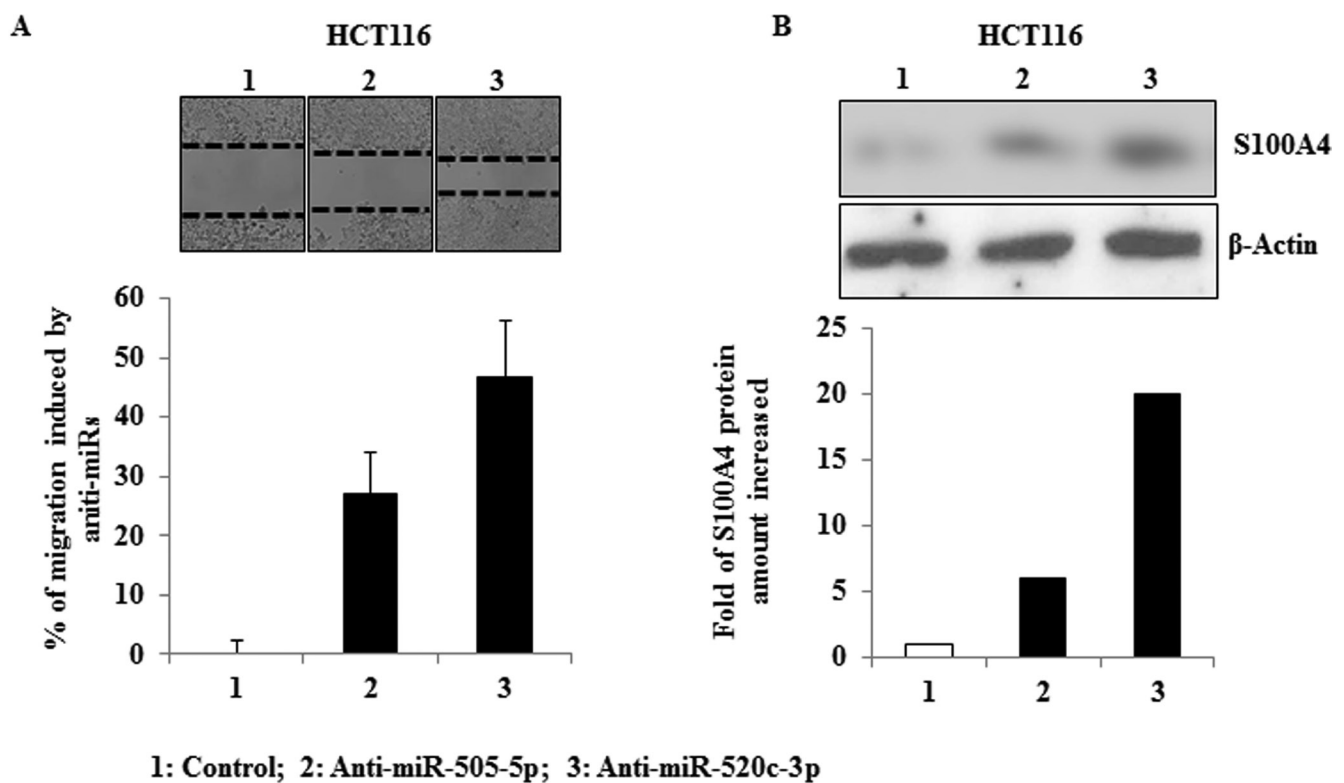 A
HCT116
1 2 3
60
50
40
30
20
10
0
% of migration induced by
aniti-miRs
1 2 3
B
HCT116
1 2 3
S100A4
β-Actin
25
20
15
10
5
0
Fold of S100A4 protein
amount increased
1 2 3
1: Control; 2: Anti-miR-505-5p; 3: Anti-miR-520c-3p